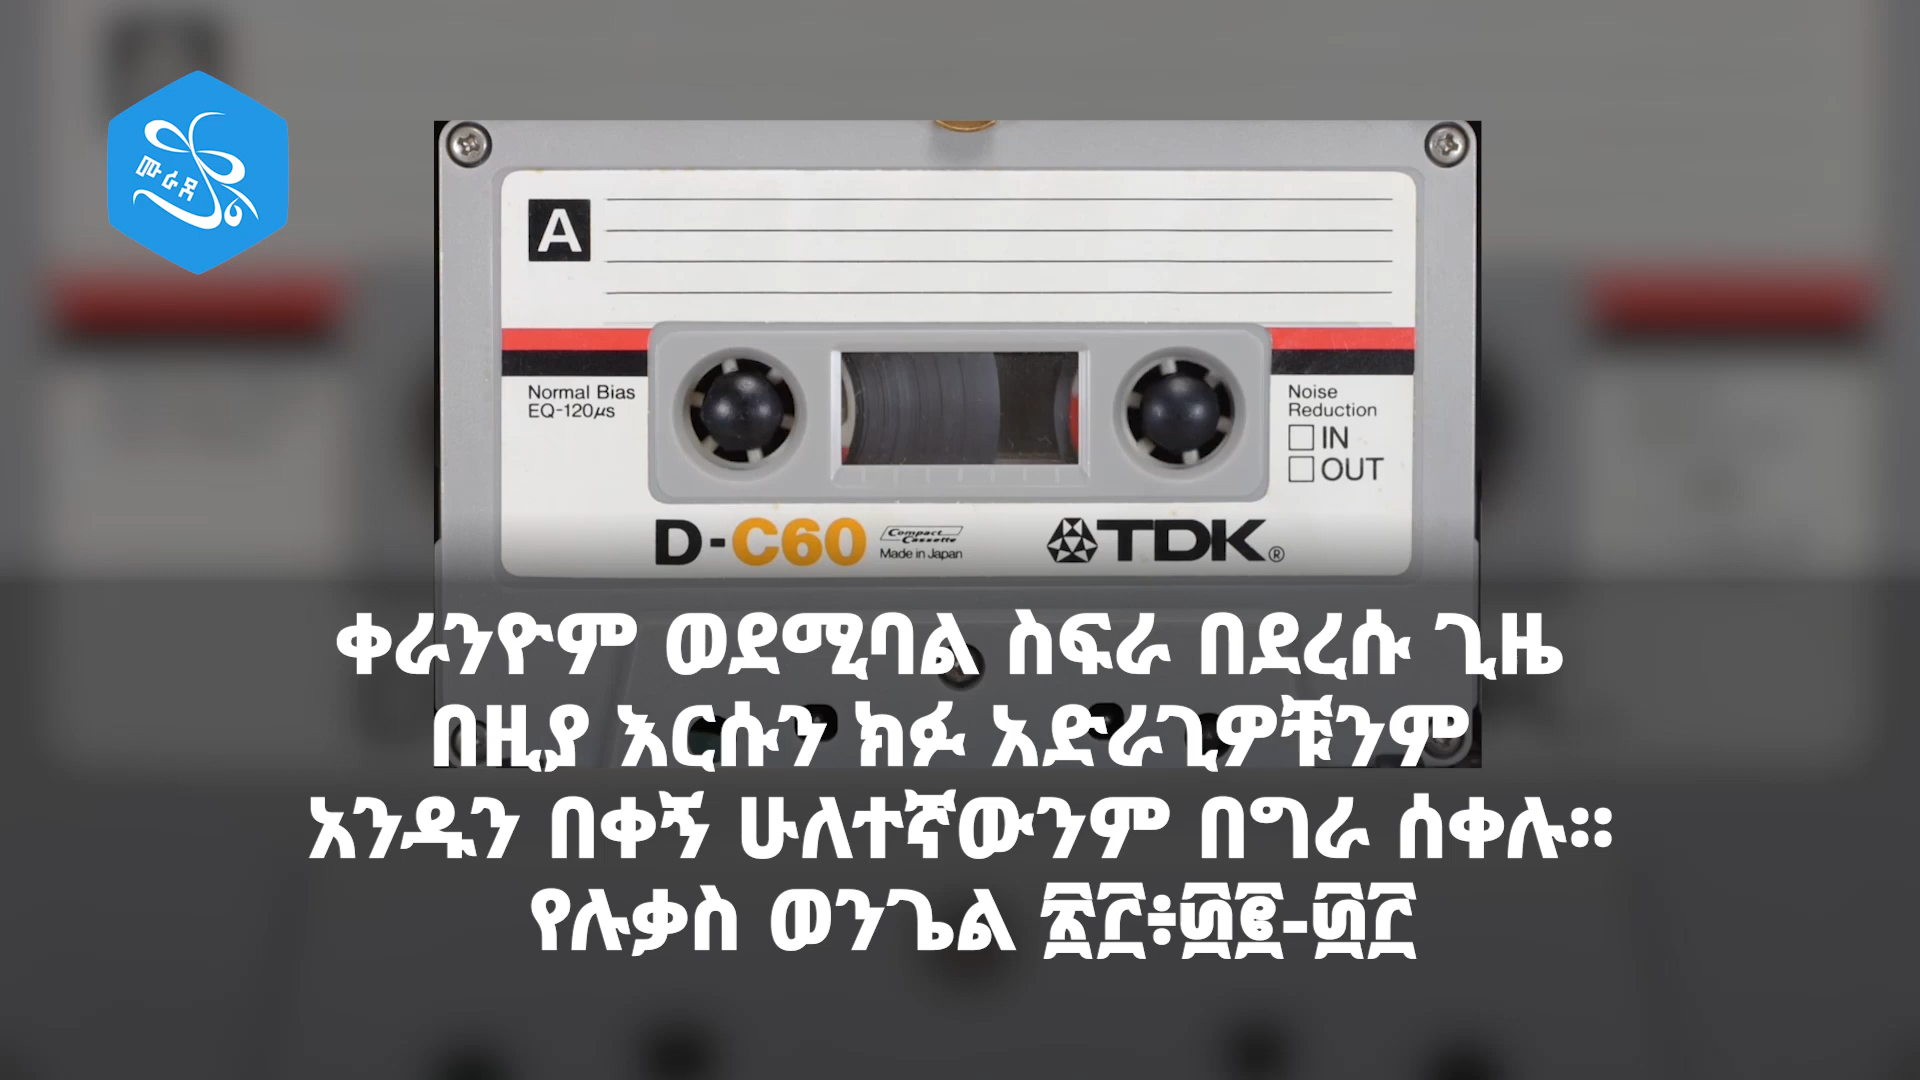 ሙራዳ
A
Normal Bias
EQ-120μs
Noise
Reduction
IN
OUT
D-C60
Compact
Cassette
Made in Japan
TDK®
ቀራንዮም ወደሚባል ስፍራ በደረሱ ጊዜ
በዚያ እርሱን ክፉ አድራጊዎቹንም
አንዱን በቀኝ ሁለተኛውንም በግራ ሰቀሉ።
የሉቃስ ወንጌል ፳፫፥፴፪-፴፫